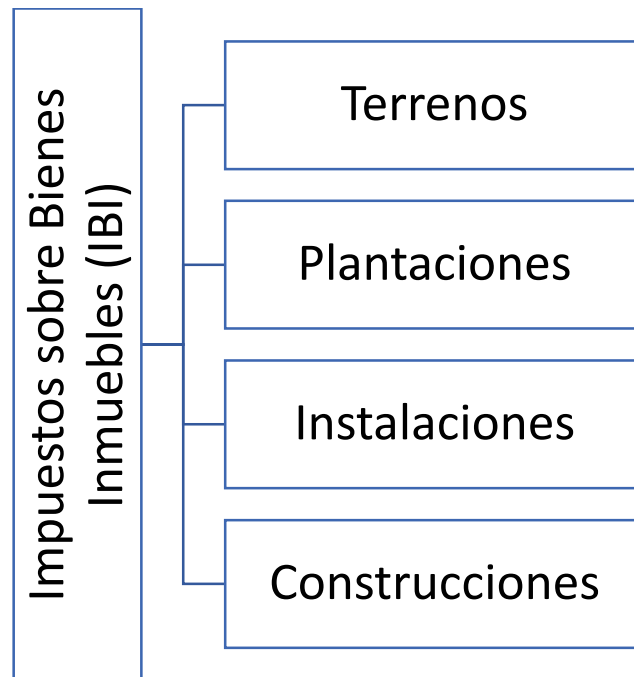 Impuestos sobre Bienes
Inmuebles (IBI)
Terrenos
Plantaciones
Instalaciones
Construcciones